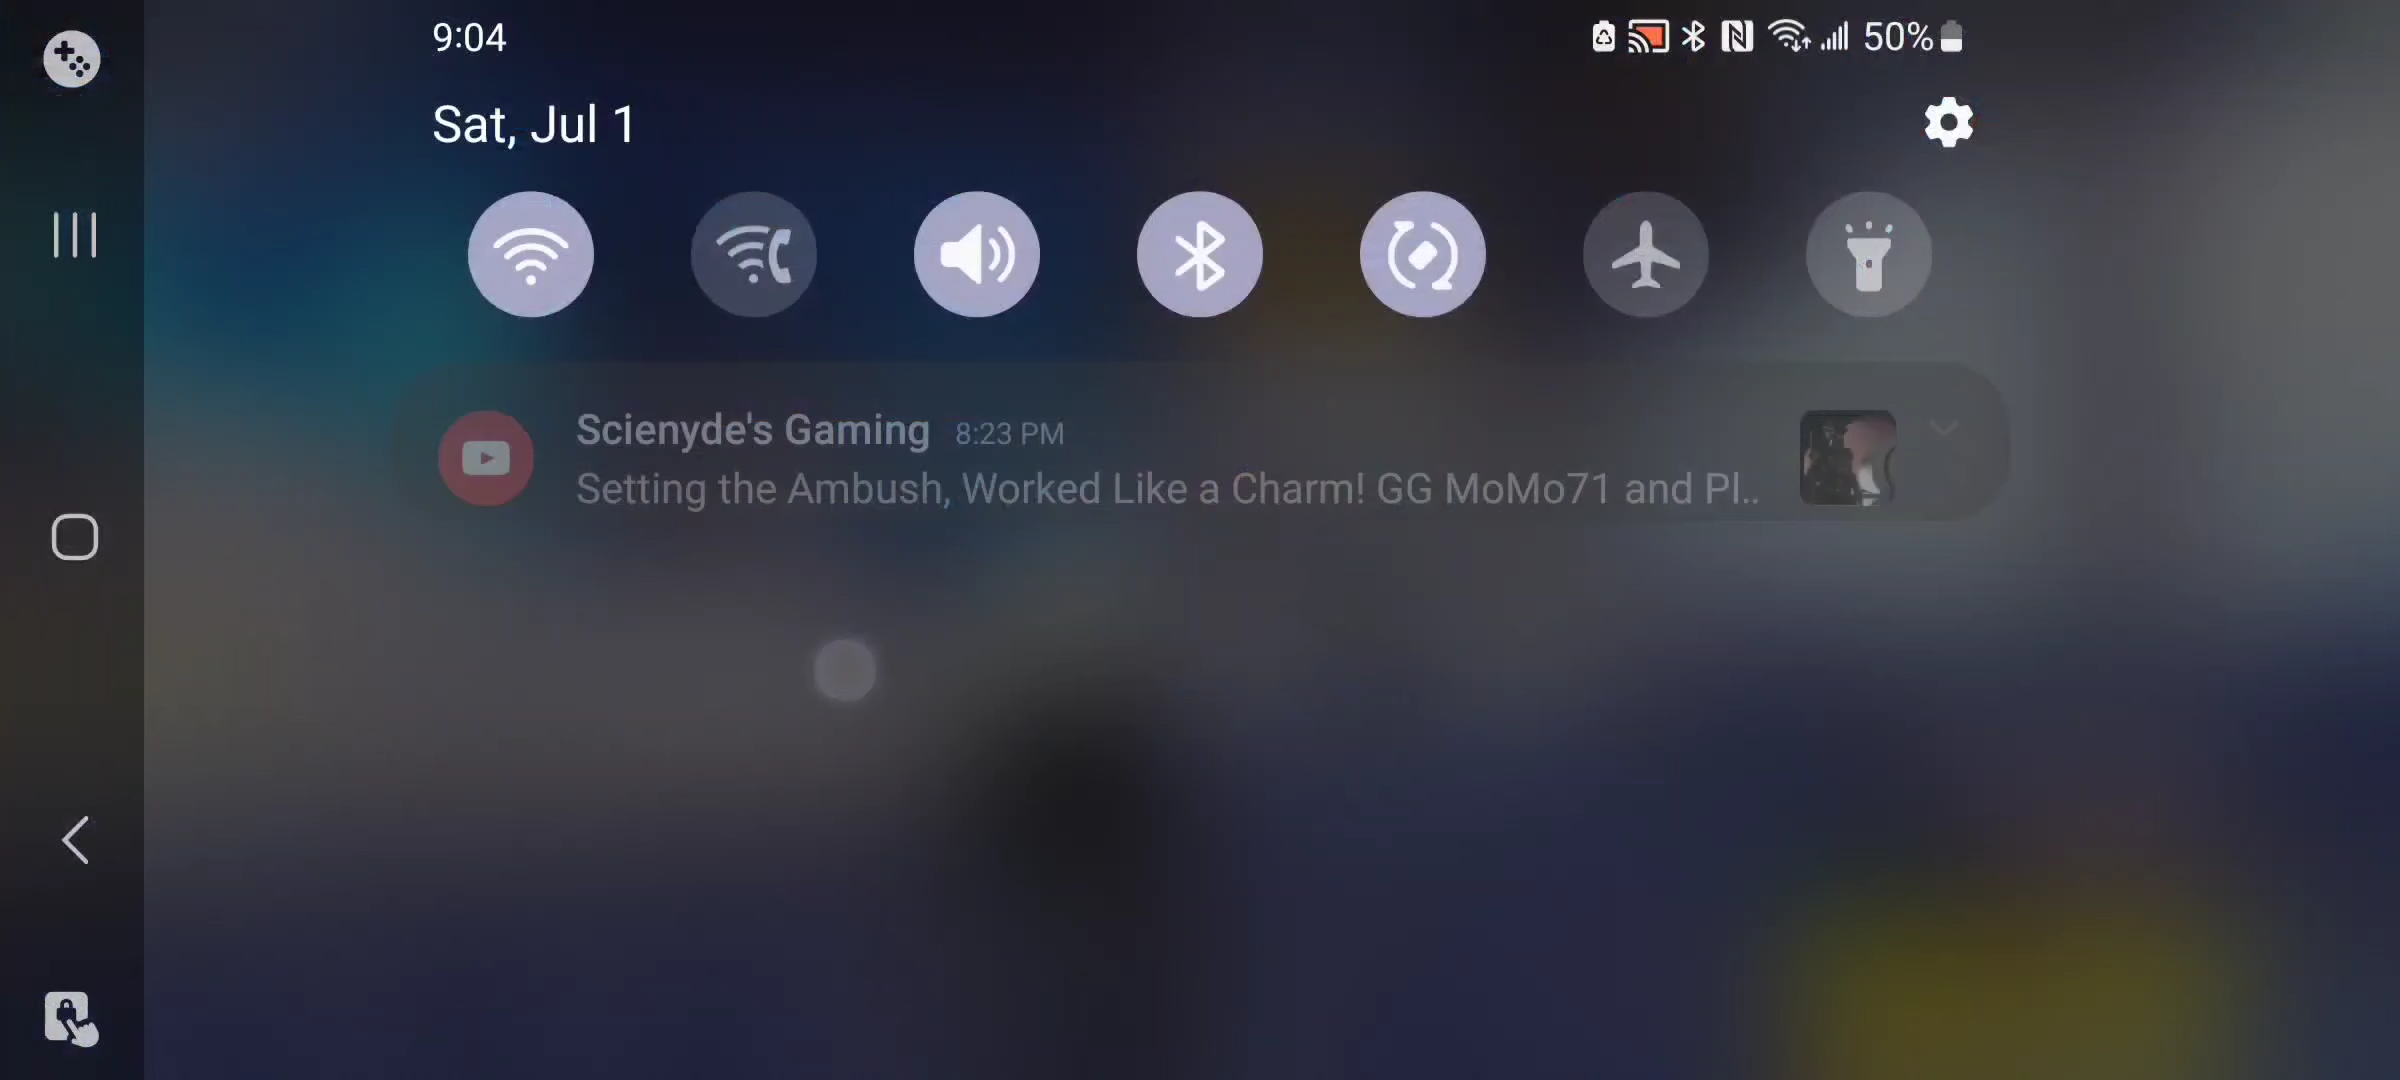 9:04
50%
Sat, Jul 1
Scienyde's Gaming 8:23 PM
Setting the Ambush, Worked Like a Charm! GG MoMo71 and Pl..